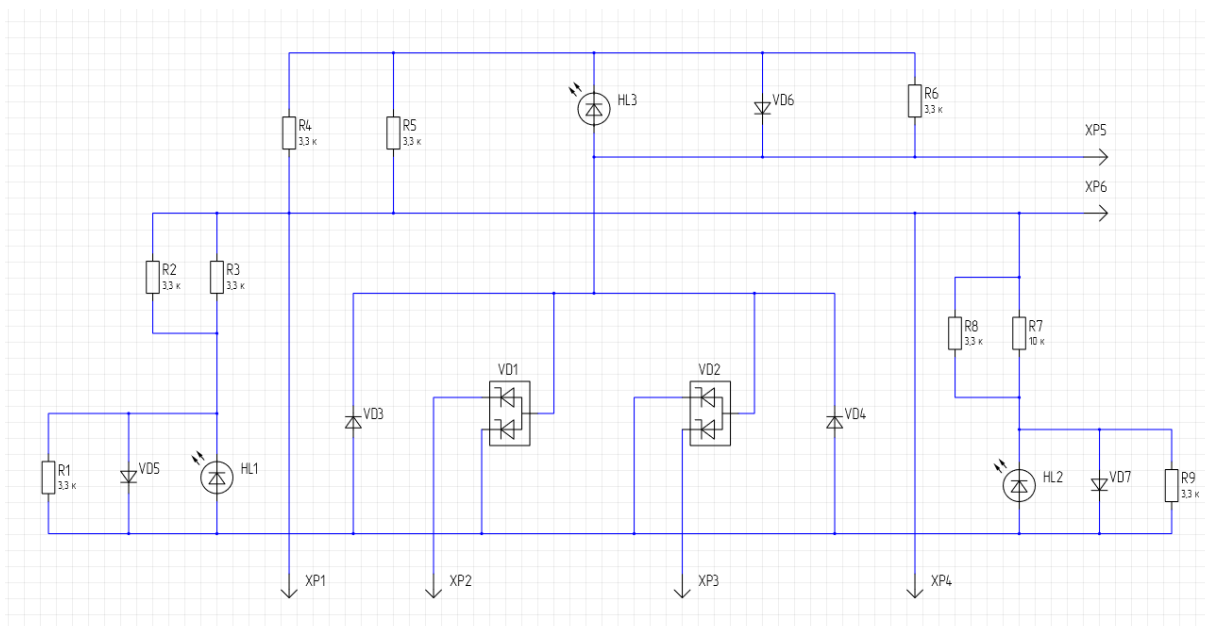 HL3
VD6
R6
3,3 к
R4
3,3 к
R5
3,3 к
XP5
XP6
R2
3,3 к
R3
3,3 к
R8
3,3 к
R7
10 к
VD1
VD2
VD3
VD4
R1
3,3 к
VD5
HL1
HL2
VD7
R9
3,3 к
XP1
XP2
XP3
XP4